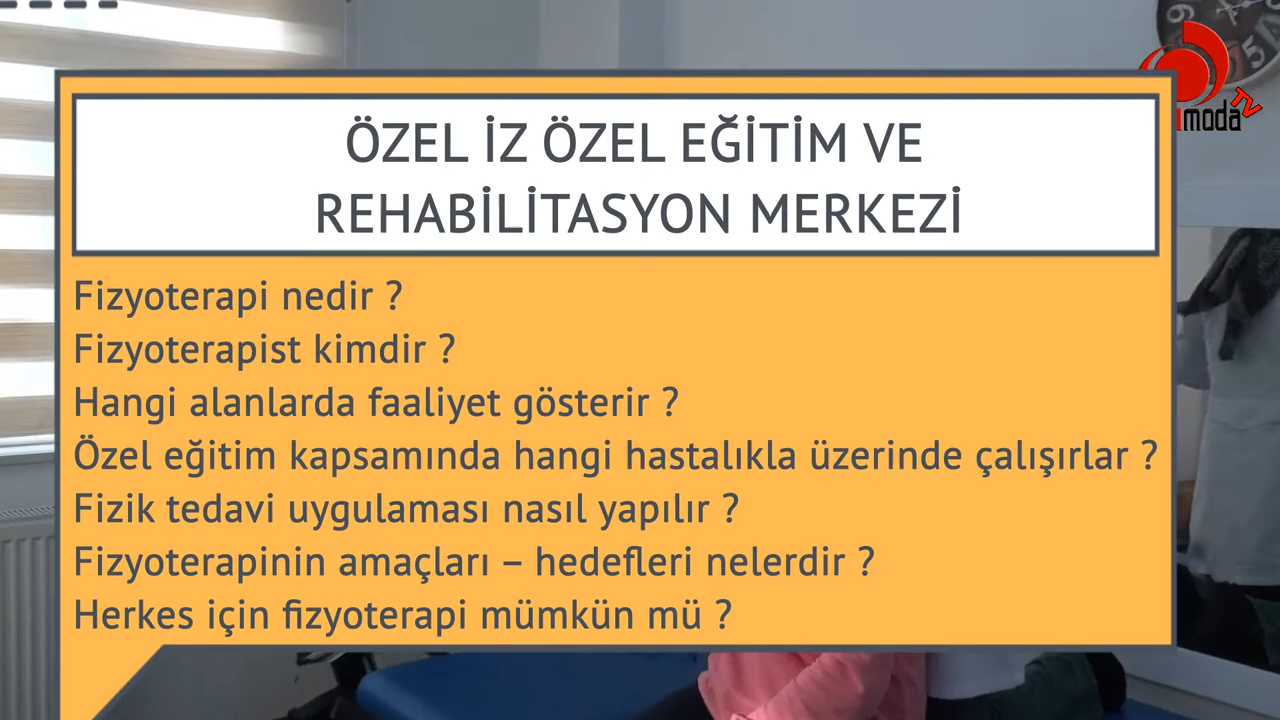 ÖZEL İZ ÖZEL EĞİTİM VE
REHABİLİTASYON MERKEZİ
moda
TV
Fizyoterapi nedir ?
Fizyoterapist kimdir ?
Hangi alanlarda faaliyet gösterir ?
Özel eğitim kapsamında hangi hastalıkla üzerinde çalışırlar ?
Fizik tedavi uygulaması nasıl yapılır ?
Fizyoterapinin amaçları – hedefleri nelerdir ?
Herkes için fizyoterapi mümkün mü ?